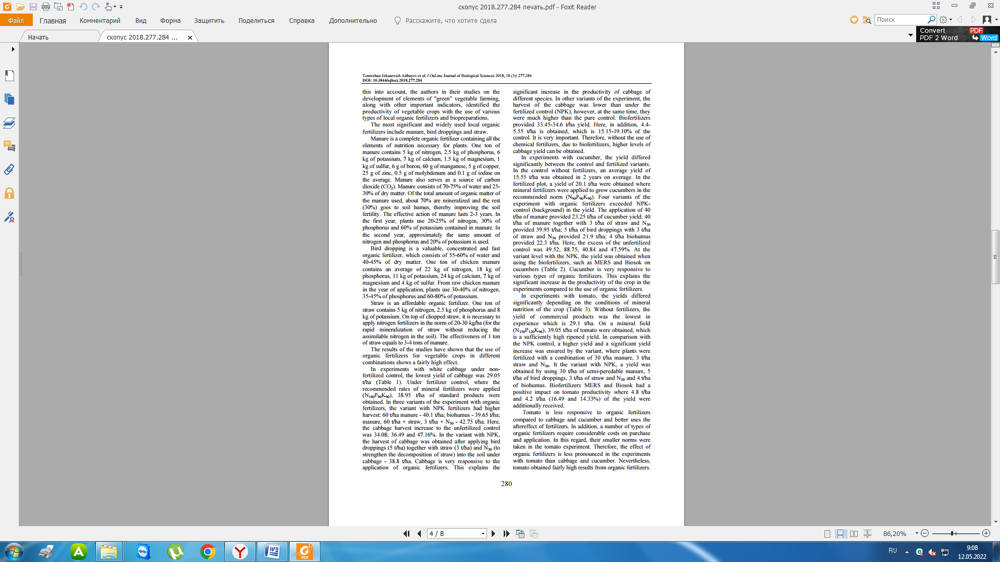 скопус 2018.277.284 печать.pdf - Foxit Reader
Файл
Главная
Комментарий
Вид
Форма
Защитить
Поделиться
Справка
Дополнительно
Расскажите, что хотите сдела
Поиск
Начать
скопус 2018.277.284 ...
Convert
PDF 2 Word
PDF
Word
Temirzhan Erkasovich Aitbayev et al. / OnLine Journal of Biological Sciences 2018, 18 (3): 277.284
DOI: 10.3844/ojbsci.2018.277.284
this into account, the authors in their studies on the
development of elements of "green" vegetable farming,
along with other important indicators, identified the
productivity of vegetable crops with the use of various
types of local organic fertilizers and biopreparations.
The most significant and widely used local organic
fertilizers include manure, bird droppings and straw.
Manure is a complete organic fertilizer containing all the
elements of nutrition necessary for plants. One ton of
manure contains 5 kg of nitrogen, 2.5 kg of phosphorus, 6
kg of potassium, 7 kg of calcium, 1.5 kg of magnesium, 1
kg of sulfur, 6 g of boron, 60 g of manganese, 5 g of copper,
25 g of zinc, 0.5 g of molybdenum and 0.1 g of iodine on
the average. Manure also serves as a source of carbon
dioxide (CO₂). Manure consists of 70-75% of water and 25-
30% of dry matter. Of the total amount of organic matter of
the manure used, about 70% are mineralized and the rest
(30%) goes to soil humus, thereby improving the soil
fertility. The effective action of manure lasts 2-3 years. In
the first year, plants use 20-25% of nitrogen, 30% of
phosphorus and 60% of potassium contained in manure. In
the second year, approximately the same amount of
nitrogen and phosphorus and 20% of potassium is used.
Bird dropping is a valuable, concentrated and fast
organic fertilizer, which consists of 55-60% of water and
40-45% of dry matter. One ton of chicken manure
contains an average of 22 kg of nitrogen, 18 kg of
phosphorus, 11 kg of potassium, 24 kg of calcium, 7 kg of
magnesium and 4 kg of sulfur. From raw chicken manure
in the year of application, plants use 30-40% of nitrogen,
35-45% of phosphorus and 60-80% of potassium.
Straw is an affordable organic fertilizer. One ton of
straw contains 5 kg of nitrogen, 2.5 kg of phosphorus and 8
kg of potassium. On top of chopped straw, it is necessary to
apply nitrogen fertilizers in the norm of 20-30 kg/ha (for the
rapid mineralization of straw without reducing the
assimilable nitrogen in the soil). The effectiveness of 1 ton
of straw equals to 3-4 tons of manure.
The results of the studies have shown that the use of
organic fertilizers for vegetable crops in different
combinations shows a fairly high effect.
In experiments with white cabbage under non-
fertilized control, the lowest yield of cabbage was 29.05
t/ha (Table 1). Under fertilizer control, where the
recommended rates of mineral fertilizers were applied
(N₁₈₀P₉₀K₉₀), 38.95 t/ha of standard products were
obtained. In three variants of the experiment with organic
fertilizers, the variant with NPK fertilizers had higher
harvest: 60 t/ha manure - 40.1 t/ha; biohumus - 39.65 t/ha;
manure, 60 t/ha + straw, 3 t/ha + N₃₀ - 42.75 t/ha. Here,
the cabbage harvest increase to the unfertilized control
was 34.08; 36.49 and 47.16%. In the variant with NPK,
the harvest of cabbage was obtained after applying bird
droppings (5 t/ha) together with straw (3 t/ha) and N₃₀ (to
strengthen the decomposition of straw) into the soil under
cabbage - 38.8 t/ha. Cabbage is very responsive to the
application of organic fertilizers. This explains the
significant increase in the productivity of cabbage of
different species. In other variants of the experiment, the
harvest of the cabbage was lower than under the
fertilized control (NPK), however, at the same time, they
were much higher than the pure control. Biofertilizers
provided 33.45-34.6 t/ha yield. Here, in addition, 4.4-
5.55 t/ha is obtained, which is 15.15-19.10% of the
control. It is very important. Therefore, without the use of
chemical fertilizers, due to biofertilizers, higher levels of
cabbage yield can be obtained.
In experiments with cucumber, the yield differed
significantly between the control and fertilized variants.
In the control without fertilizers, an average yield of
15.55 t/ha was obtained in 2 years on average. In the
fertilized plot, a yield of 20.1 t/ha were obtained where
mineral fertilizers were applied to grow cucumbers in the
recommended norm (N₉₀P₉₀K₉₀). Four variants of the
experiment with organic fertilizers exceeded NPK-
control (background) in the yield. The application of 40
t/ha of manure provided 23.25 t/ha of cucumber yield; 40
t/ha of manure together with 3 t/ha of straw and N₃₀
provided 39.95 t/ha; 5 t/ha of bird droppings with 3 t/ha
of straw and N₃₀ provided 21.9 t/ha; 4 t/ha biohumus
provided 22.3 t/ha. Here, the excess of the unfertilized
control was 49.52, 88.75, 40.84 and 47.59%. At the
variant level with the NPK, the yield was obtained when
using the biofertilizers, such as MERS and Biosok on
cucumbers (Table 2). Cucumber is very responsive to
various types of organic fertilizers. This explains the
significant increase in the productivity of the crop in the
experiments compared to the use of organic fertilizers.
In experiments with tomato, the yields differed
significantly depending on the conditions of mineral
nutrition of the crop (Table 3). Without fertilizers, the
yield of commercial products was the lowest in
experience which is 29.1 t/ha. On a mineral field
(N₁₅₀P₁₂₀K₉₀), 39.05 t/ha of tomato were obtained, which
is a sufficiently high ripened yield. In comparison with
the NPK control, a higher yield and a significant yield
increase was ensured by the variant, where plants were
fertilized with a combination of 30 t/ha manure, 3 t/ha
straw and N₃₀. It the variant with NPK, a yield was
obtained by using 30 t/ha of semi-peredable manure, 5
t/ha of bird droppings, 3 t/ha of straw and N₃₀ and 4 t/ha
of biohumus. Biofertilizers MERS and Biosok had a
positive impact on tomato productivity where 4.8 t/ha
and 4.2 t/ha (16.49 and 14.33%) of the yield were
additionally received.
Tomato is less responsive to organic fertilizers
compared to cabbage and cucumber and better uses the
aftereffect of fertilizers. In addition, a number of types of
organic fertilizers require considerable costs on purchase
and application. In this regard, their smaller norms were
taken in the tomato experiment. Therefore, the effect of
organic fertilizers is less pronounced in the experiments
with tomato than cabbage and cucumber. Nevertheless,
tomato obtained fairly high results from organic fertilizers.
280
4 / 8
86,20%
RU
9:08
12.05.2022